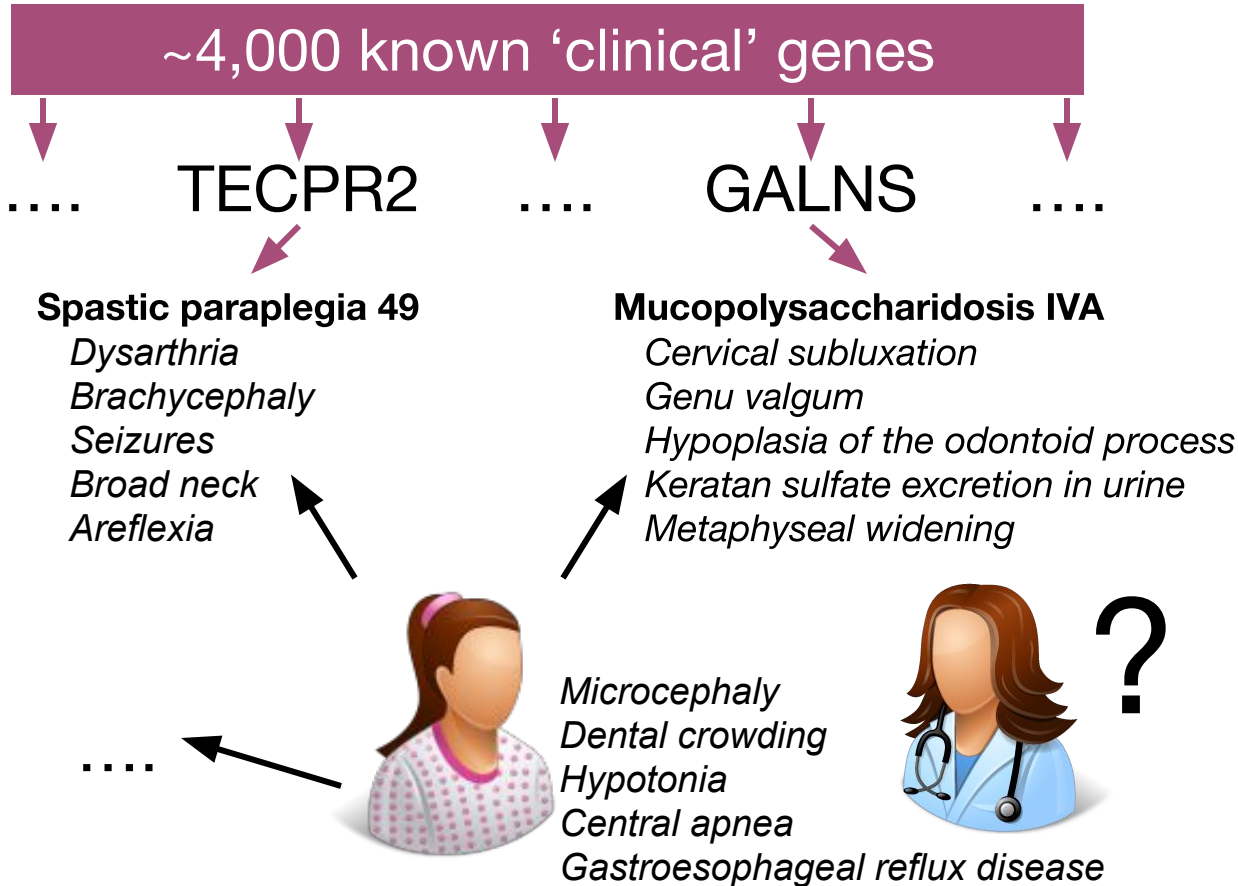 ~4,000 known ‘clinical’ genes
.... TECPR2 .... GALNS ....
Spastic paraplegia 49
Dysarthria
Brachycephaly
Seizures
Broad neck
Areflexia
Mucopolysaccharidosis IVA
Cervical subluxation
Genu valgum
Hypoplasia of the odontoid process
Keratan sulfate excretion in urine
Metaphyseal widening
....
Microcephaly
Dental crowding
Hypotonia
Central apnea
Gastroesophageal reflux disease
?